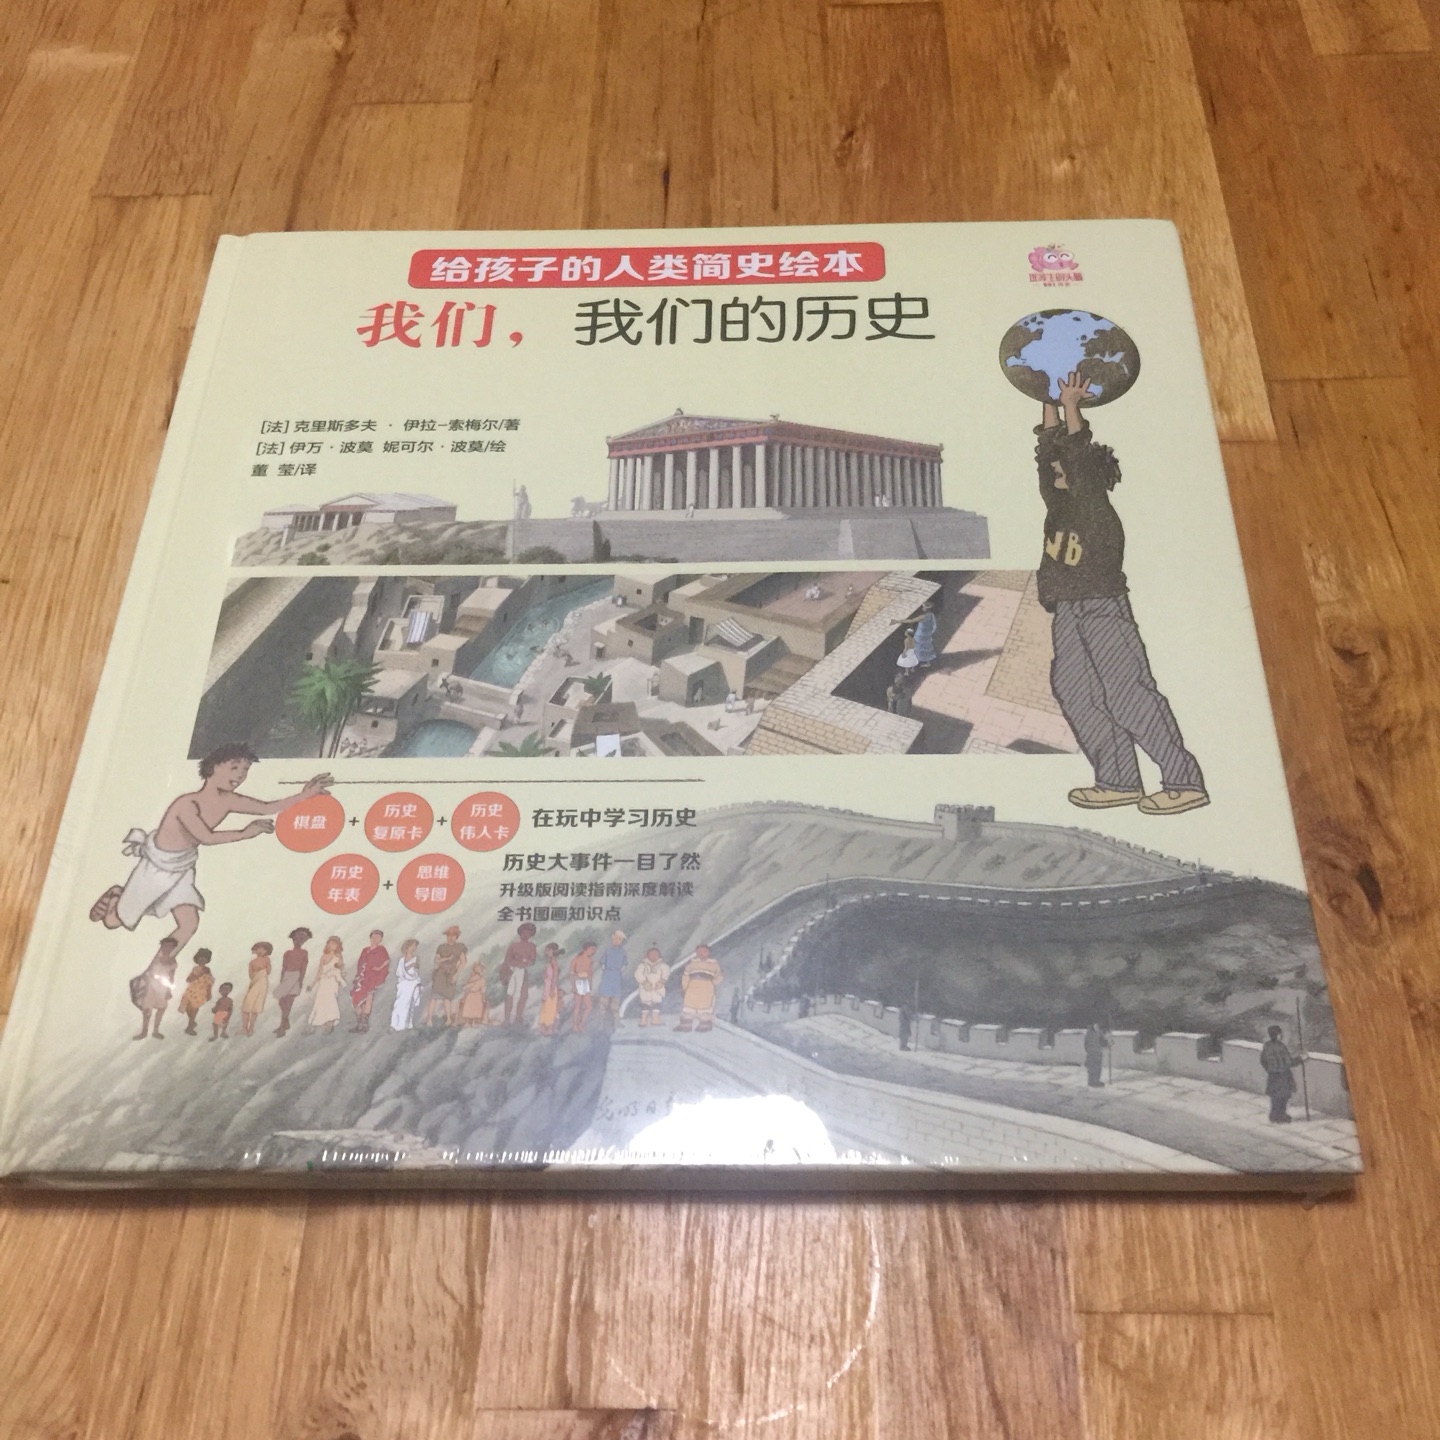 给孩子的人类简史绘本
我们，我们的历史
[法] 克里斯多夫 · 伊拉-索梅尔/著
[法] 伊万 · 波莫 妮可尔 · 波莫/绘
董 莹/译
NB
棋盘 + 历史复原卡 + 历史伟人卡 在玩中学习历史
历史年表 + 思维导图 历史大事件一目了然
升级版阅读指南深度解读
全书图画知识点